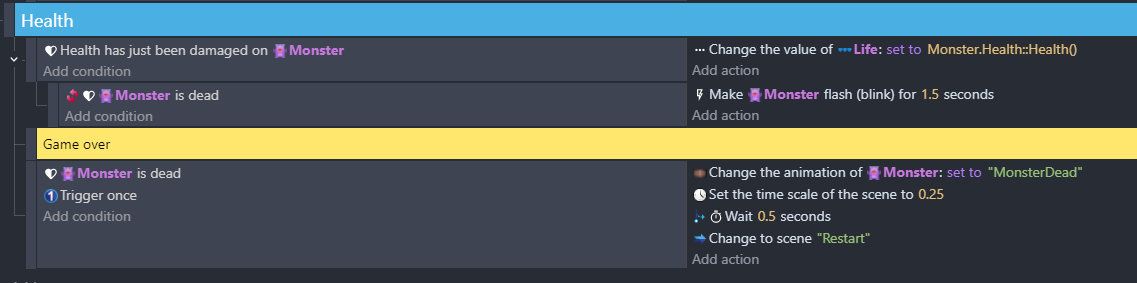 Health
Health has just been damaged on Monster
Change the value of Life: set to Monster.Health::Health()
Add condition
Add action
Monster is dead
Make Monster flash (blink) for 1.5 seconds
Add condition
Add action
Game over
Monster is dead
Change the animation of Monster: set to "MonsterDead"
1 Trigger once
Set the time scale of the scene to 0.25
Add condition
Wait 0.5 seconds
Change to scene "Restart"
Add action